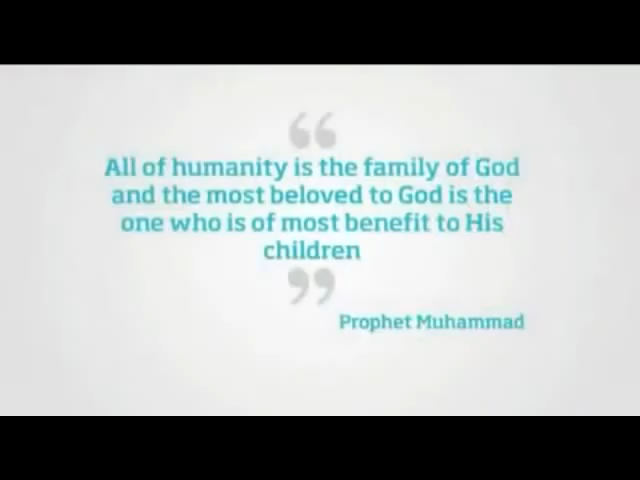 “
All of humanity is the family of God
and the most beloved to God is the
one who is of most benefit to His
children
”
Prophet Muhammad